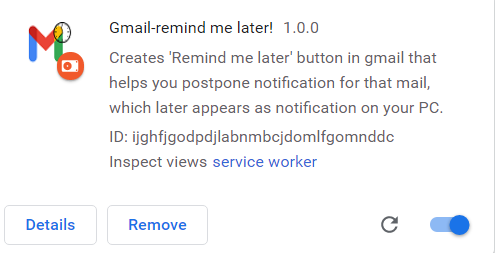 Gmail-remind me later! 1.0.0
Creates 'Remind me later' button in gmail that
helps you postpone notification for that mail,
which later appears as notification on your PC.
ID: ijghfjgodpdjlabnmbcjdomlfgomnddc
Inspect views service worker
Details Remove